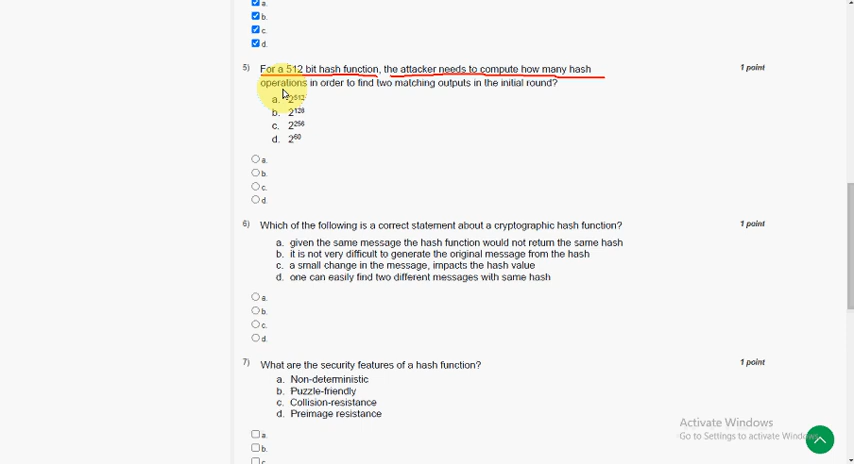 a.
b.
c.
d.
5) For a 512 bit hash function, the attacker needs to compute how many hash 1 point
operations in order to find two matching outputs in the initial round?
a. 2^512
b. 2^128
c. 2^256
d. 2^60
a.
b.
c.
d.
6) Which of the following is a correct statement about a cryptographic hash function? 1 point
a. given the same message the hash function would not return the same hash
b. it is not very difficult to generate the original message from the hash
c. a small change in the message, impacts the hash value
d. one can easily find two different messages with same hash
a.
b.
c.
d.
7) What are the security features of a hash function? 1 point
a. Non-deterministic
b. Puzzle-friendly
c. Collision-resistance
d. Preimage resistance
Activate Windows
Go to Settings to activate Windows.
a.
b.
c.